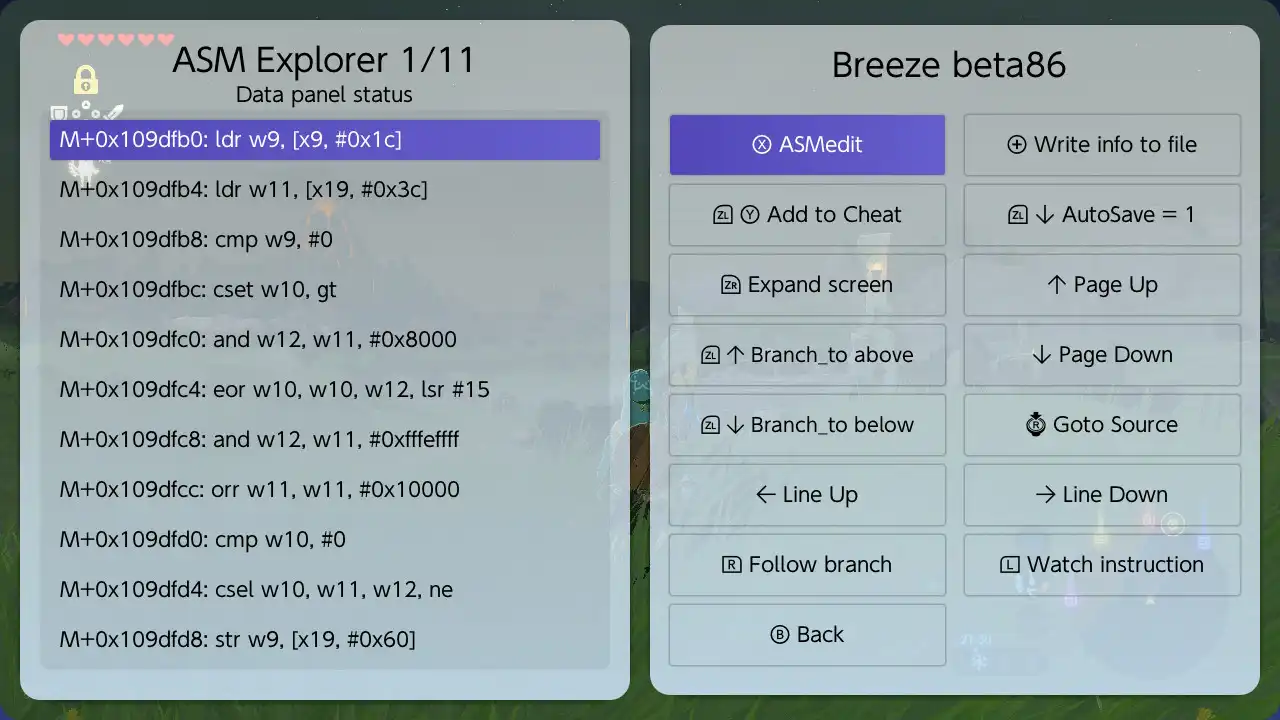 ASM Explorer 1/11
Data panel status
M+0x109dfb0: ldr w9, [x9, #0x1c]
M+0x109dfb4: ldr w11, [x19, #0x3c]
M+0x109dfb8: cmp w9, #0
M+0x109dfbc: cset w10, gt
M+0x109dfc0: and w12, w11, #0x8000
M+0x109dfc4: eor w10, w10, w12, lsr #15
M+0x109dfc8: and w12, w11, #0xfffeffff
M+0x109dfcc: orr w11, w11, #0x10000
M+0x109dfd0: cmp w10, #0
M+0x109dfd4: csel w10, w11, w12, ne
M+0x109dfd8: str w9, [x19, #0x60]
Breeze beta86
X ASMedit
+ Write info to file
ZL Y Add to Cheat
ZL ↓ AutoSave = 1
ZR Expand screen
↑ Page Up
ZL ↑ Branch_to above
↓ Page Down
ZL ↓ Branch_to below
R Goto Source
← Line Up
→ Line Down
R Follow branch
L Watch instruction
B Back